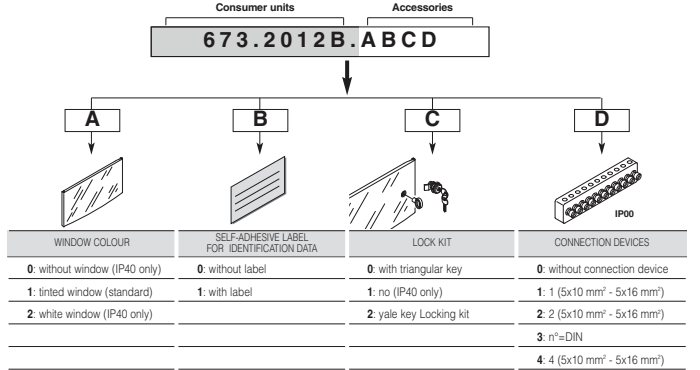 Consumer units Accessories
673.2012B.ABCD
A B C D
IP00
WINDOW COLOUR
0: without window (IP40 only)
1: tinted window (standard)
2: white window (IP40 only)
SELF-ADHESIVE LABEL
FOR IDENTIFICATION DATA
0: without label
1: with label
LOCK KIT
0: with triangular key
1: no (IP40 only)
2: yale key Locking kit
CONNECTION DEVICES
0: without connection device
1: 1 (5x10 mm² - 5x16 mm²)
2: 2 (5x10 mm² - 5x16 mm²)
3: n°=DIN
4: 4 (5x10 mm² - 5x16 mm²)